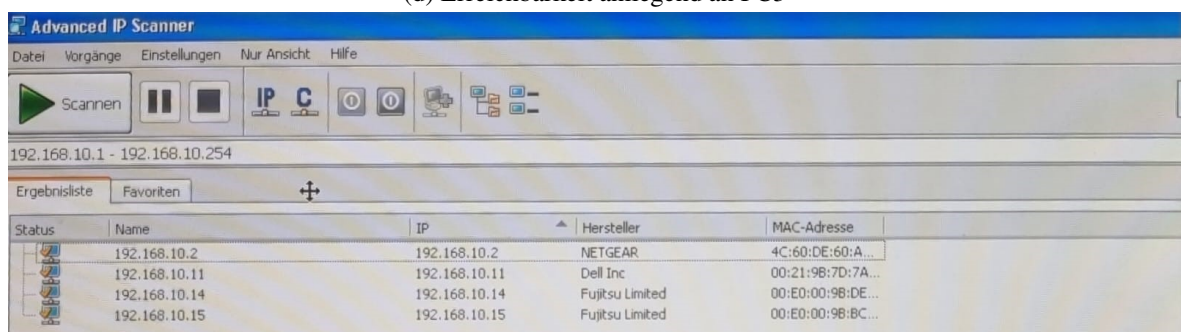 Advanced IP Scanner
Datei Vorgänge Einstellungen Nur Ansicht Hilfe
Scannen IP C
192.168.10.1 - 192.168.10.254
Ergebnisliste Favoriten
Status Name IP Hersteller MAC-Adresse
192.168.10.2 192.168.10.2 NETGEAR 4C:60:DE:60:A...
192.168.10.11 192.168.10.11 Dell Inc 00:21:9B:7D:7A...
192.168.10.14 192.168.10.14 Fujitsu Limited 00:E0:00:9B:DE...
192.168.10.15 192.168.10.15 Fujitsu Limited 00:E0:00:9B:BC...